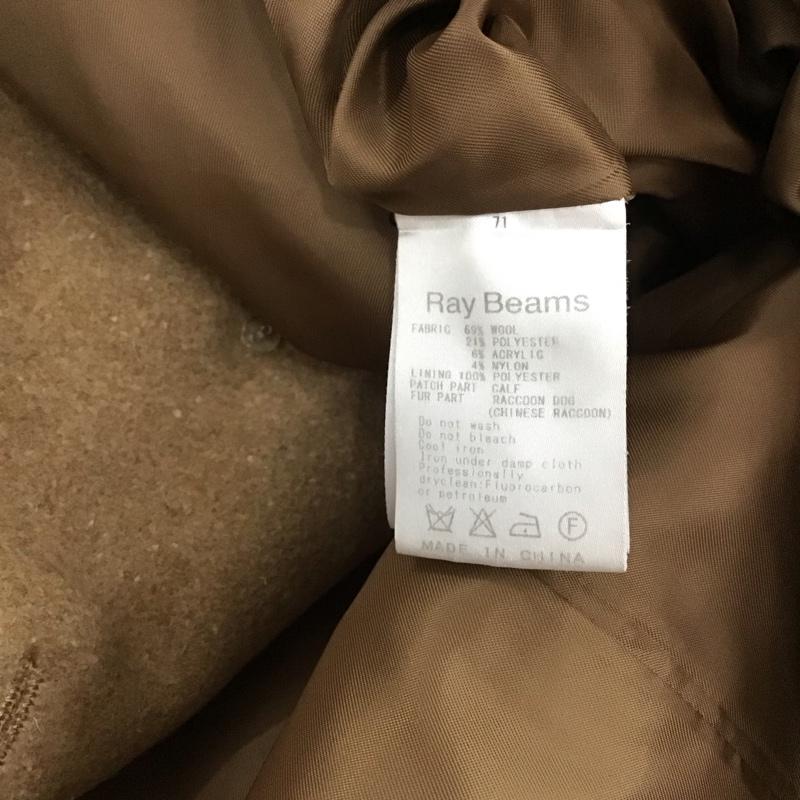 71
Ray Beams
FABRIC 69% WOOL
21% POLYESTER
6% ACRYLIC
4% NYLON
LINING 100% POLYESTER
PATCH PART CALF
FUR PART RACCOON DOG
(CHINESE RACCOON)
Do not wash
Do not bleach
Cool iron
Iron under damp cloth
Professionally
dryclean:Fluorocarbon
or petroleum
F
MADE IN CHINA